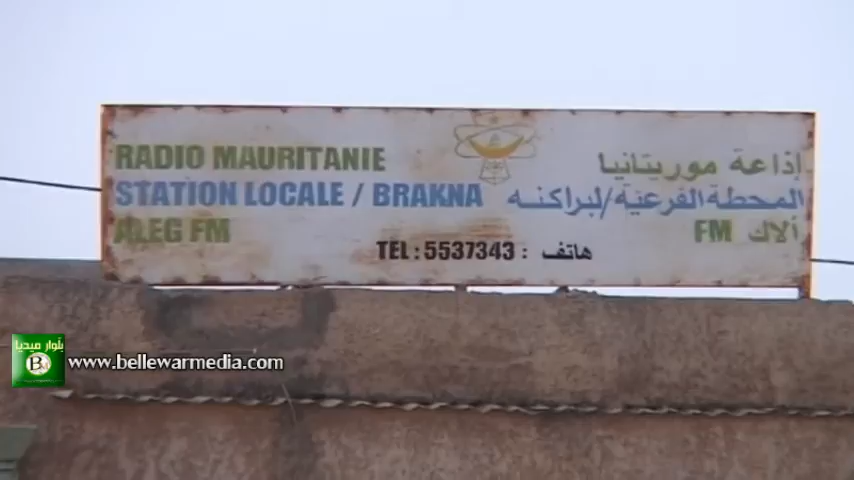 RADIO MAURITANIE
STATION LOCALE / BRAKNA
ALEG FM
إذاعة موريتانيا
المحطة الفرعية/لبراكنه
ألاك FM
TEL : 5537343 : هاتف
بلوار ميديا
B
www.bellewarmedia.com